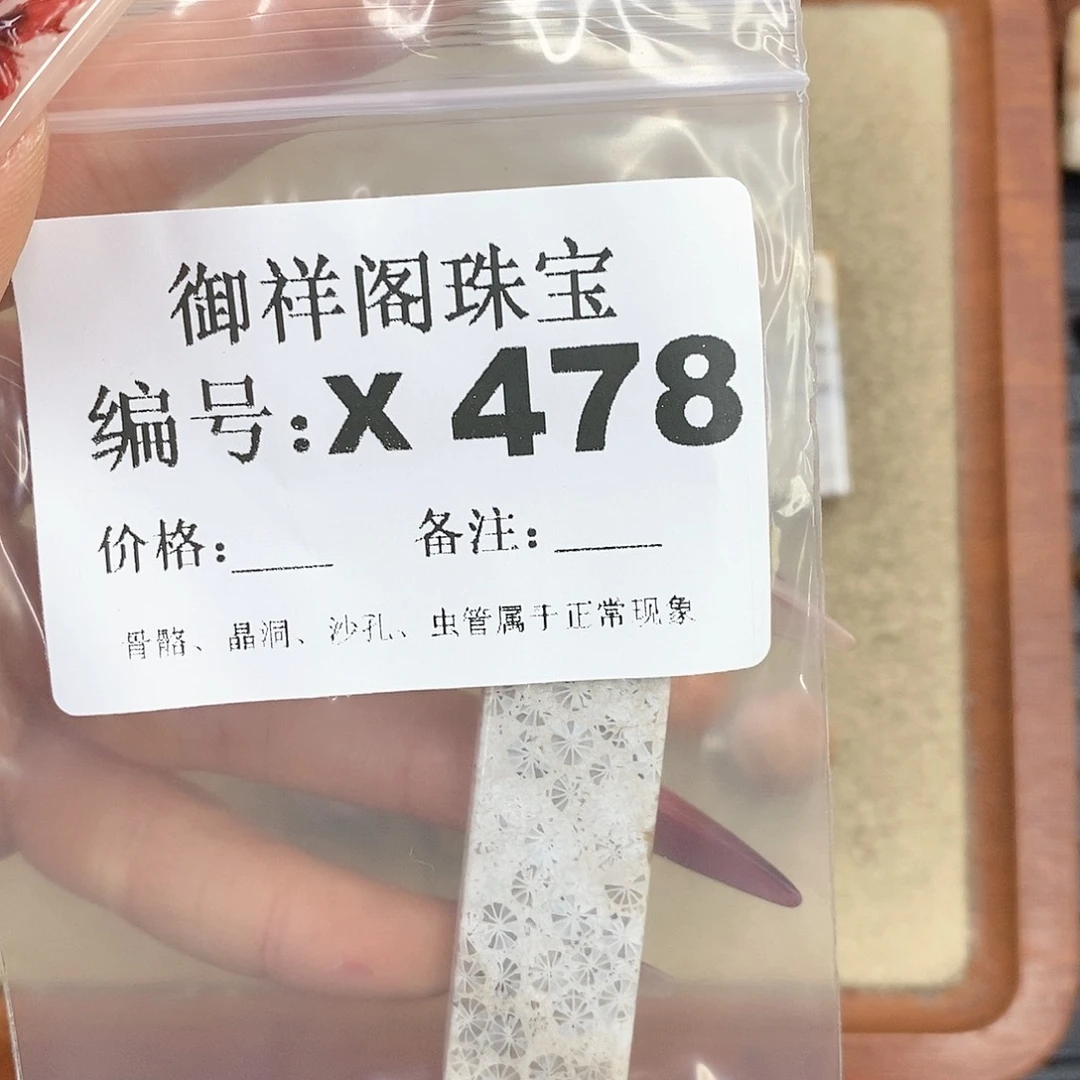 御祥阁珠宝
编号:x 478
价格:____ 备注:____
骨骼、晶洞、沙孔、虫管属于正常现象